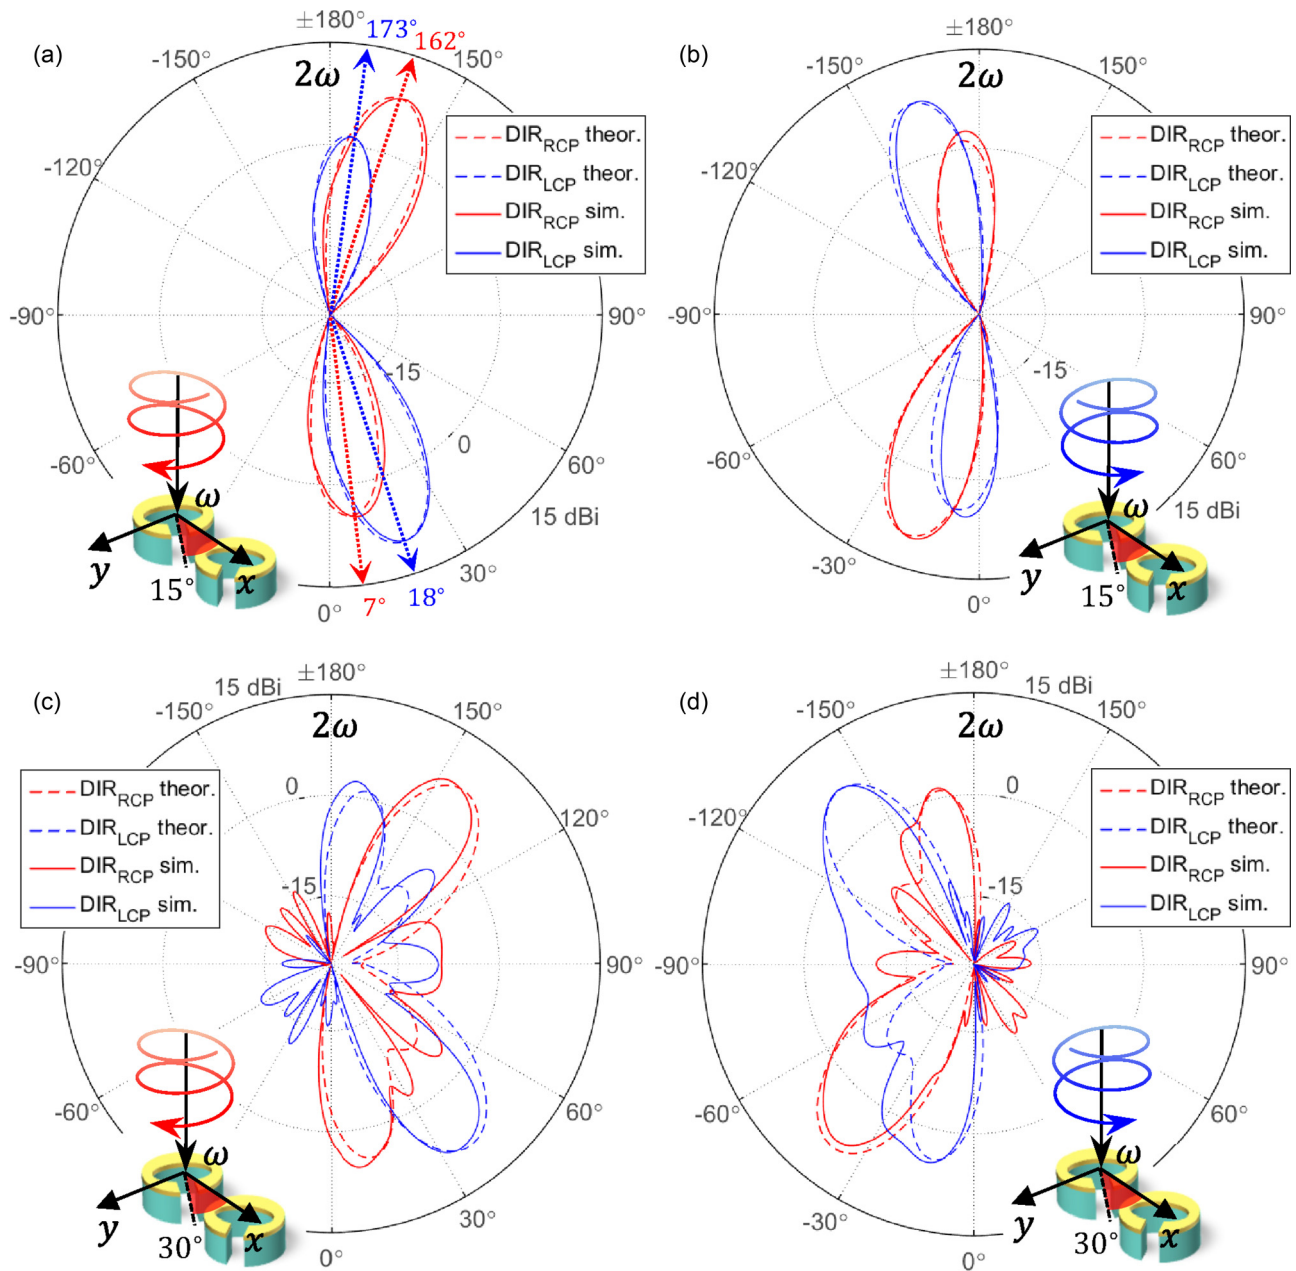 (a)
±180°
173°
162°
-150°
150°
2ω
DIR_RCP theor.
DIR_LCP theor.
DIR_RCP sim.
DIR_LCP sim.
-120°
-90°
90°
-15
0
-60°
60°
15 dBi
ω
y
x
15°
30°
0°
7°
18°
(b)
±180°
-150°
150°
2ω
DIR_RCP theor.
DIR_LCP theor.
DIR_RCP sim.
DIR_LCP sim.
-120°
-90°
90°
-15
-60°
60°
15 dBi
ω
y
x
15°
-30°
0°
(c)
±180°
15 dBi
-150°
150°
2ω
DIR_RCP theor.
DIR_LCP theor.
DIR_RCP sim.
DIR_LCP sim.
0
120°
-15
-90°
90°
-60°
60°
ω
y
x
30°
30°
0°
(d)
±180°
15 dBi
-150°
150°
2ω
DIR_RCP theor.
DIR_LCP theor.
DIR_RCP sim.
DIR_LCP sim.
0
-120°
-15
-90°
90°
-60°
60°
ω
y
x
30°
-30°
0°